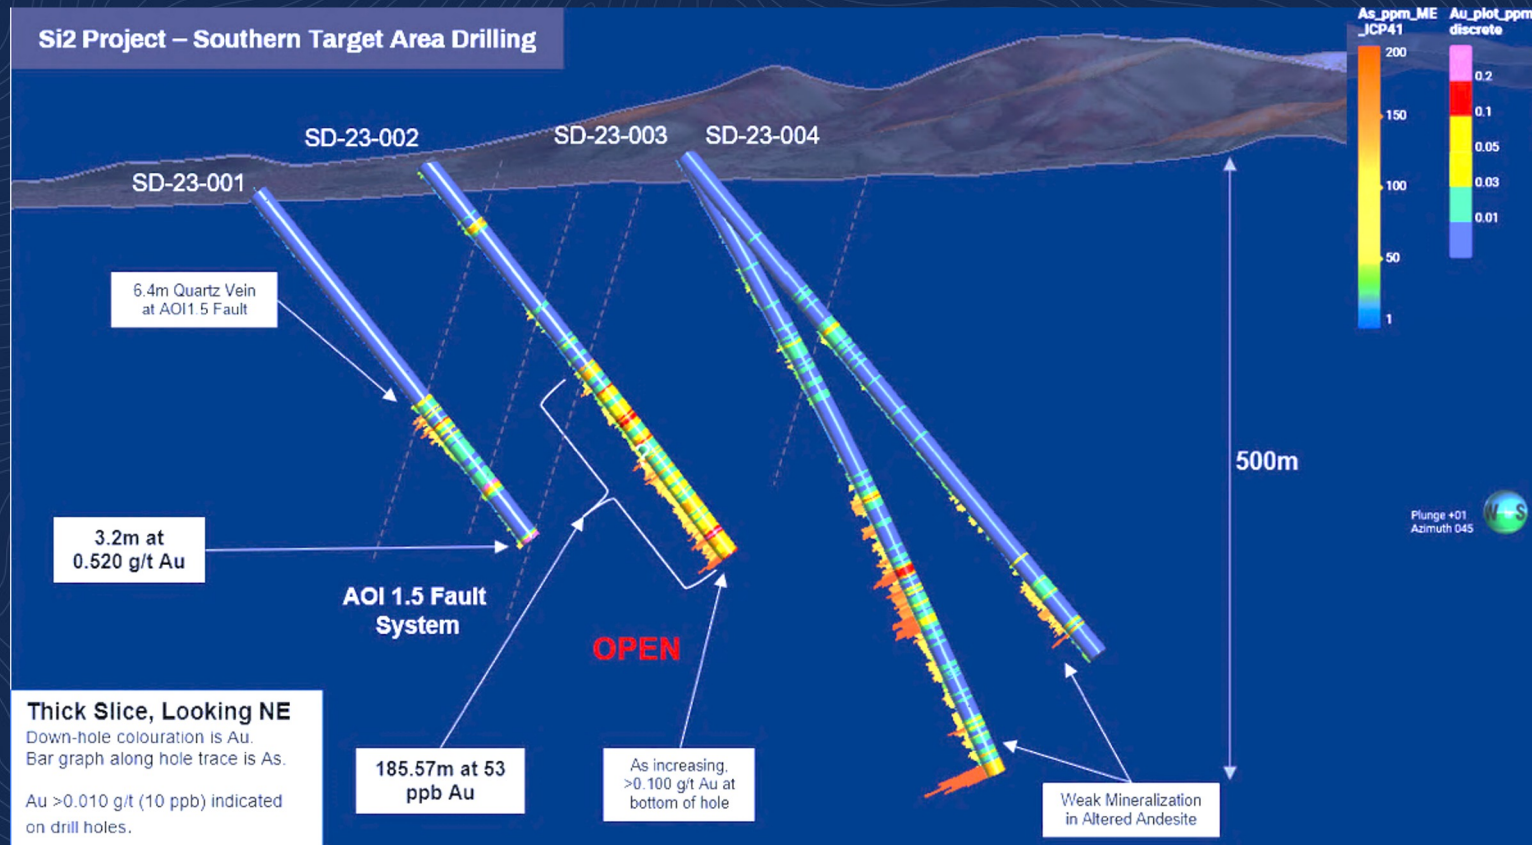 Si2 Project – Southern Target Area Drilling
As_ppm_ME
_ICP41
200
150
100
50
1
Au_plot_ppm
discrete
0.2
0.1
0.05
0.03
0.01
SD-23-001
SD-23-002
SD-23-003
SD-23-004
6.4m Quartz Vein
at AOI1.5 Fault
3.2m at
0.520 g/t Au
AOI 1.5 Fault
System
OPEN
500m
Plunge +01
Azimuth 045
N
S
185.57m at 53
ppb Au
As increasing,
>0.100 g/t Au at
bottom of hole
Weak Mineralization
in Altered Andesite
Thick Slice, Looking NE
Down-hole colouration is Au.
Bar graph along hole trace is As.
Au >0.010 g/t (10 ppb) indicated
on drill holes.